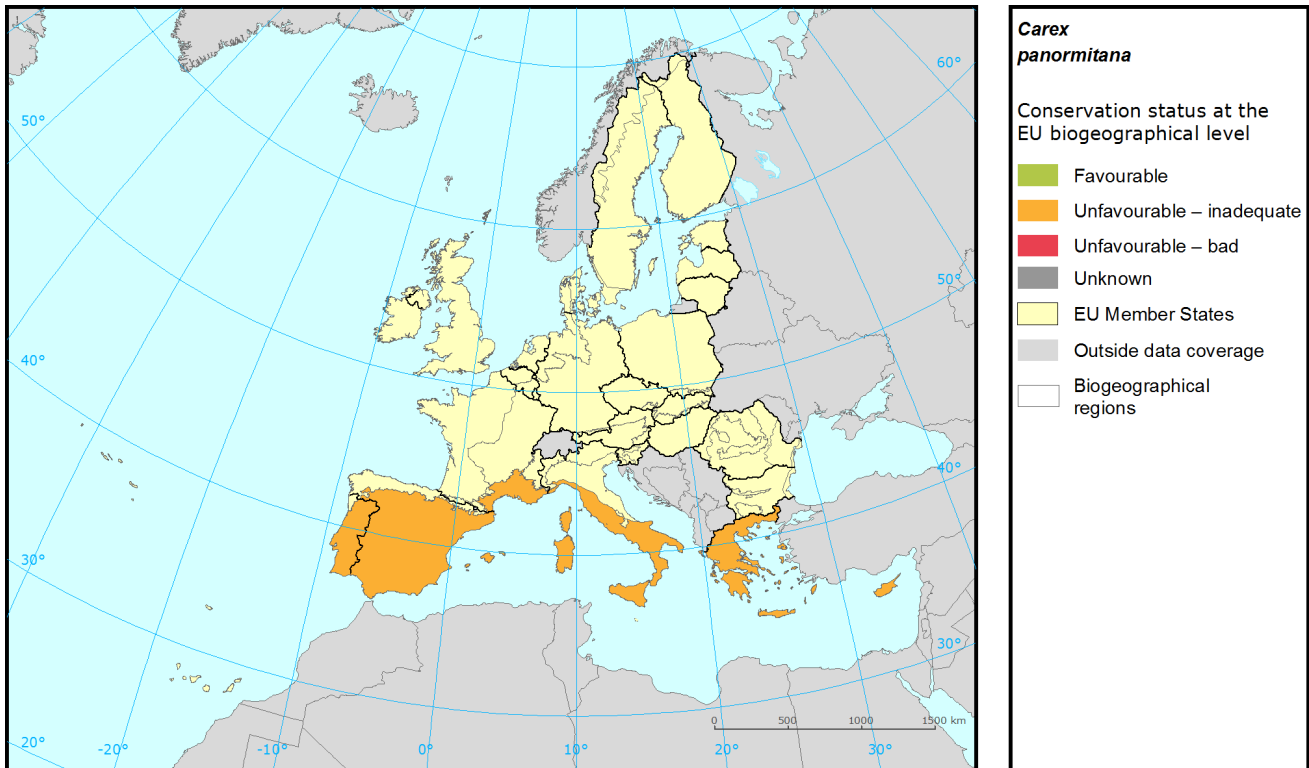 Carex
panormitana
Conservation status at the
EU biogeographical level
Favourable
Unfavourable – inadequate
Unfavourable – bad
Unknown
EU Member States
Outside data coverage
Biogeographical
regions
60°
50°
50°
40°
40°
30°
30°
0 500 1000 1500 km
20° -20° -10° 0° 10° 20° 30°